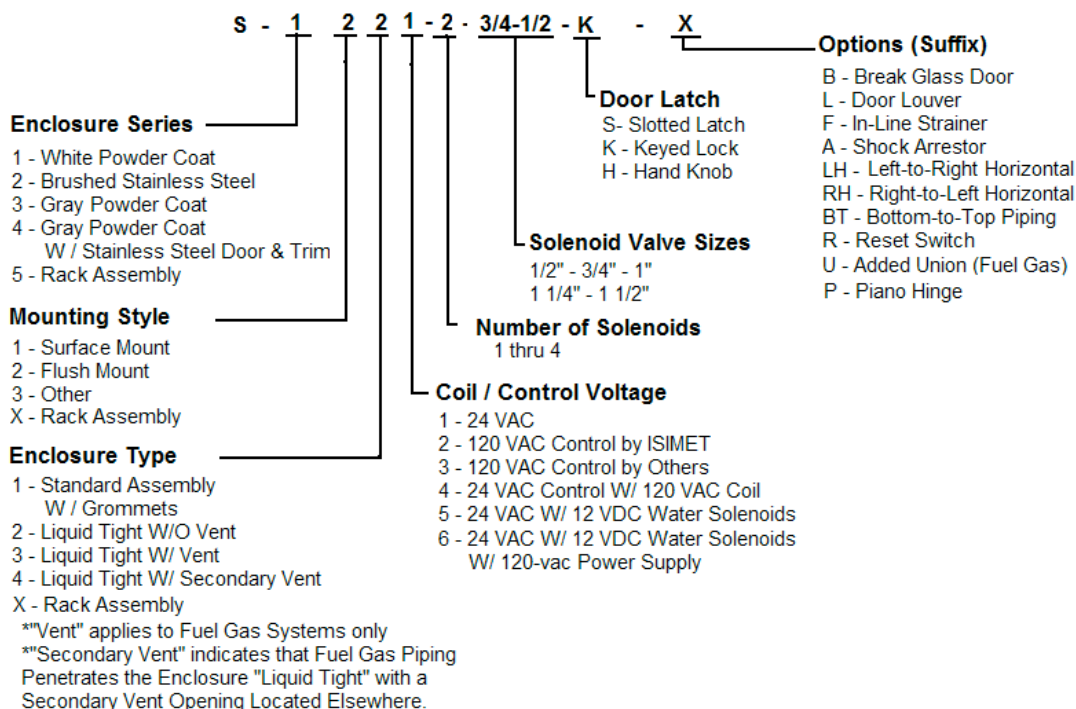 S - 1 2 2 1 - 2 - 3/4-1/2 - K - X
Enclosure Series
1 - White Powder Coat
2 - Brushed Stainless Steel
3 - Gray Powder Coat
4 - Gray Powder Coat
W / Stainless Steel Door & Trim
5 - Rack Assembly
Mounting Style
1 - Surface Mount
2 - Flush Mount
3 - Other
X - Rack Assembly
Enclosure Type
1 - Standard Assembly
W / Grommets
2 - Liquid Tight W/O Vent
3 - Liquid Tight W/ Vent
4 - Liquid Tight W/ Secondary Vent
X - Rack Assembly
*"Vent" applies to Fuel Gas Systems only
*"Secondary Vent" indicates that Fuel Gas Piping
Penetrates the Enclosure "Liquid Tight" with a
Secondary Vent Opening Located Elsewhere.
Coil / Control Voltage
1 - 24 VAC
2 - 120 VAC Control by ISIMET
3 - 120 VAC Control by Others
4 - 24 VAC Control W/ 120 VAC Coil
5 - 24 VAC W/ 12 VDC Water Solenoids
6 - 24 VAC W/ 12 VDC Water Solenoids
W/ 120-vac Power Supply
Number of Solenoids
1 thru 4
Solenoid Valve Sizes
1/2" - 3/4" - 1"
1 1/4" - 1 1/2"
Door Latch
S- Slotted Latch
K - Keyed Lock
H - Hand Knob
Options (Suffix)
B - Break Glass Door
L - Door Louver
F - In-Line Strainer
A - Shock Arrestor
LH - Left-to-Right Horizontal
RH - Right-to-Left Horizontal
BT - Bottom-to-Top Piping
R - Reset Switch
U - Added Union (Fuel Gas)
P - Piano Hinge